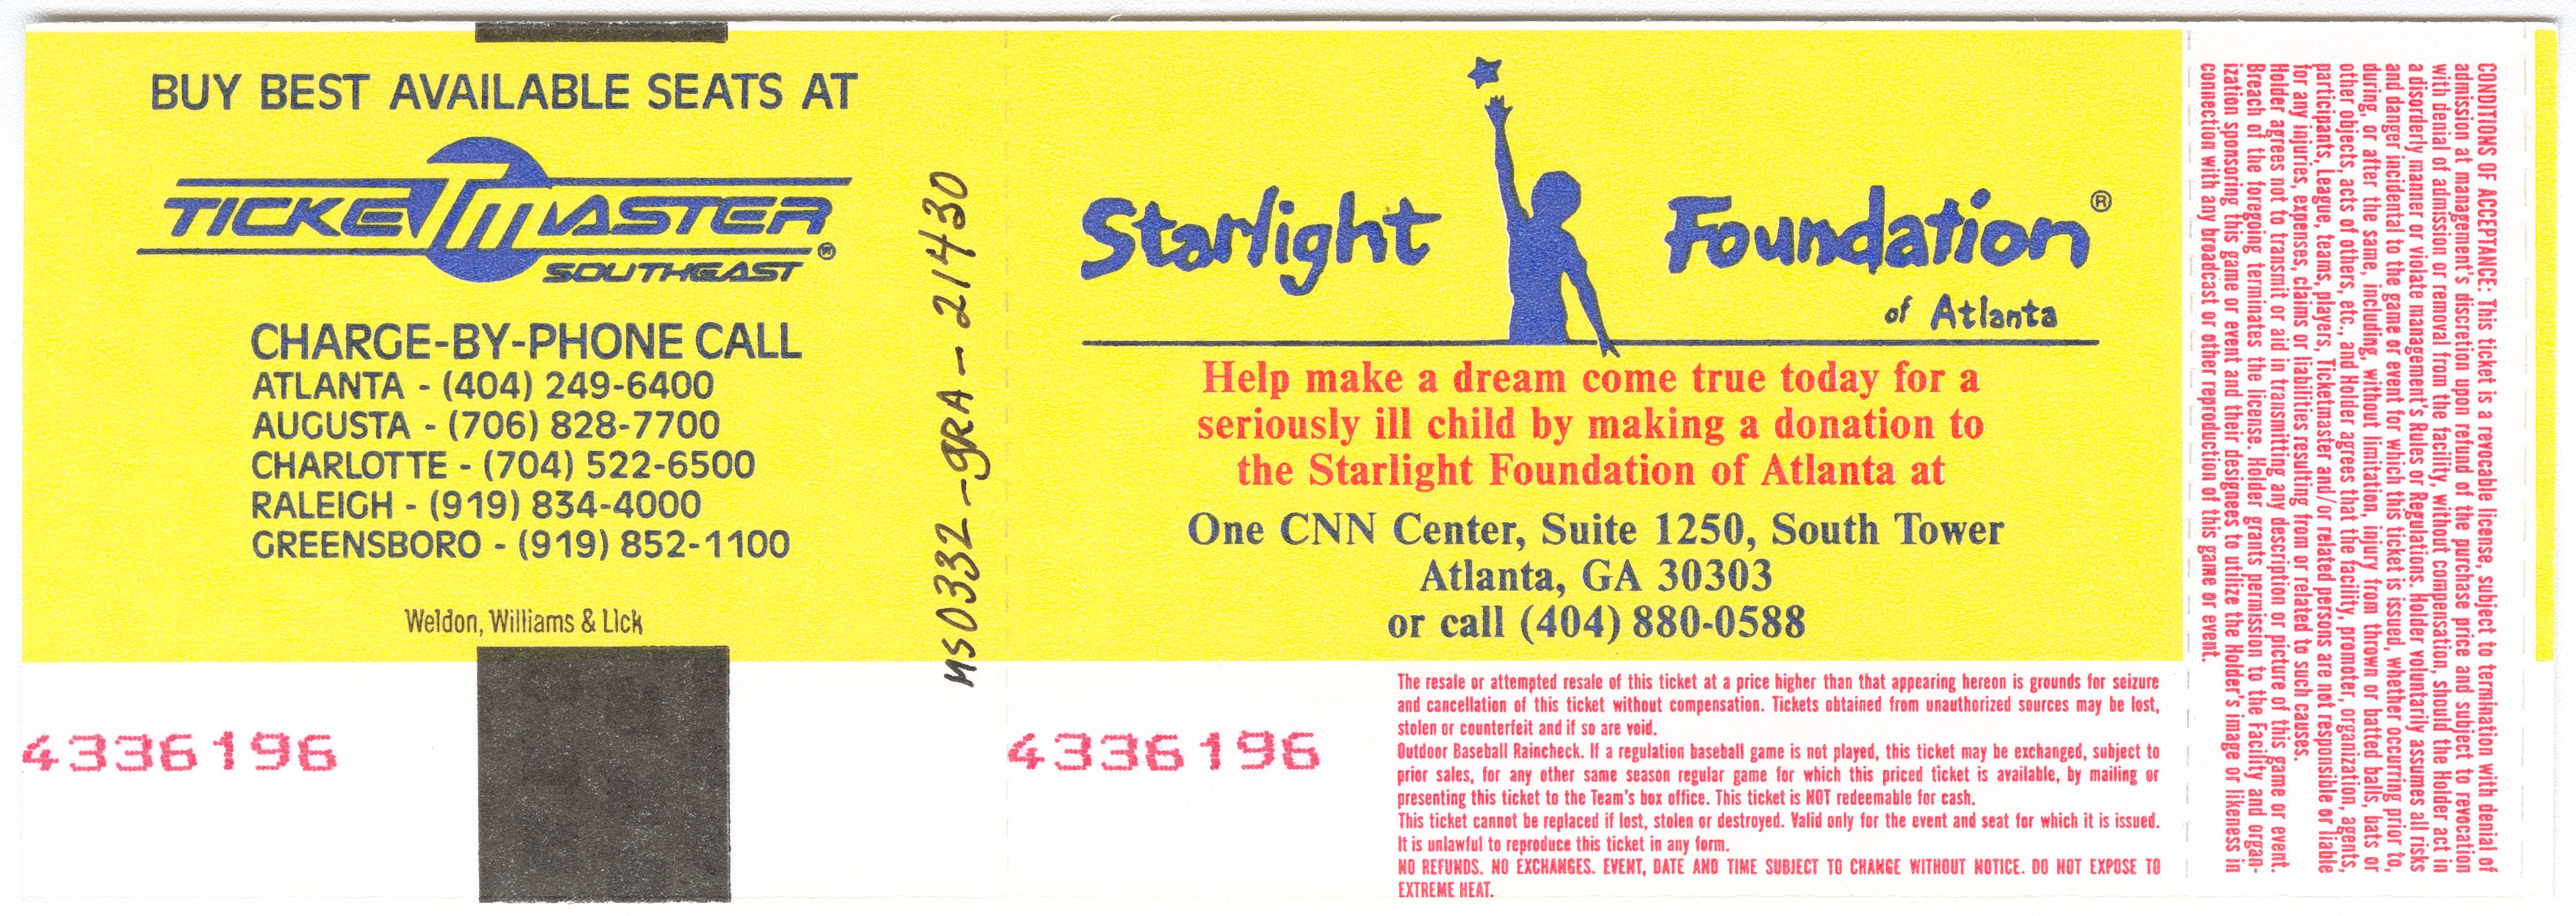 BUY BEST AVAILABLE SEATS AT
TICKETMASTER
SOUTHEAST ®
CHARGE-BY-PHONE CALL
ATLANTA - (404) 249-6400
AUGUSTA - (706) 828-7700
CHARLOTTE - (704) 522-6500
RALEIGH - (919) 834-4000
GREENSBORO - (919) 852-1100
Weldon, Williams & Lick
4336196
MS0332-gRA-21430
Starlight Foundation ®
of Atlanta
Help make a dream come true today for a
seriously ill child by making a donation to
the Starlight Foundation of Atlanta at
One CNN Center, Suite 1250, South Tower
Atlanta, GA 30303
or call (404) 880-0588
4336196
The resale or attempted resale of this ticket at a price higher than that appearing hereon is grounds for seizure
and cancellation of this ticket without compensation. Tickets obtained from unauthorized sources may be lost,
stolen or counterfeit and if so are void.
Outdoor Baseball Raincheck. If a regulation baseball game is not played, this ticket may be exchanged, subject to
prior sales, for any other same season regular game for which this priced ticket is available, by mailing or
presenting this ticket to the Team's box office. This ticket is NOT redeemable for cash.
This ticket cannot be replaced if lost, stolen or destroyed. Valid only for the event and seat for which it is issued.
It is unlawful to reproduce this ticket in any form.
NO REFUNDS. NO EXCHANGES. EVENT, DATE AND TIME SUBJECT TO CHANGE WITHOUT NOTICE. DO NOT EXPOSE TO
EXTREME HEAT.
CONDITIONS OF ACCEPTANCE: This ticket is a revocable license, subject to termination with denial of
admission at management's discretion upon refund of the purchase price and subject to revocation
with denial of admission or removal from the facility, without compensation, should the Holder act in
a disorderly manner or violate management's Rules or Regulations. Holder voluntarily assumes all risks
and danger incidental to the game or event for which this ticket is issued, whether occurring prior to,
during, or after the same, including, without limitation, injury from thrown or batted balls, bats or
other objects, acts of others, etc., and Holder agrees that the facility, promoter, organization, agents,
participants, League, teams, players, Ticketmaster and/or related persons are not responsible or liable
for any injuries, expenses, claims or liabilities resulting from or related to such causes.
Holder agrees not to transmit or aid in transmitting any description or picture of this game or event.
Breach of the foregoing terminates the license. Holder grants permission to the Facility and organ-
ization sponsoring this game or event and their designees to utilize the Holder's image or likeness in
connection with any broadcast or other reproduction of this game or event.